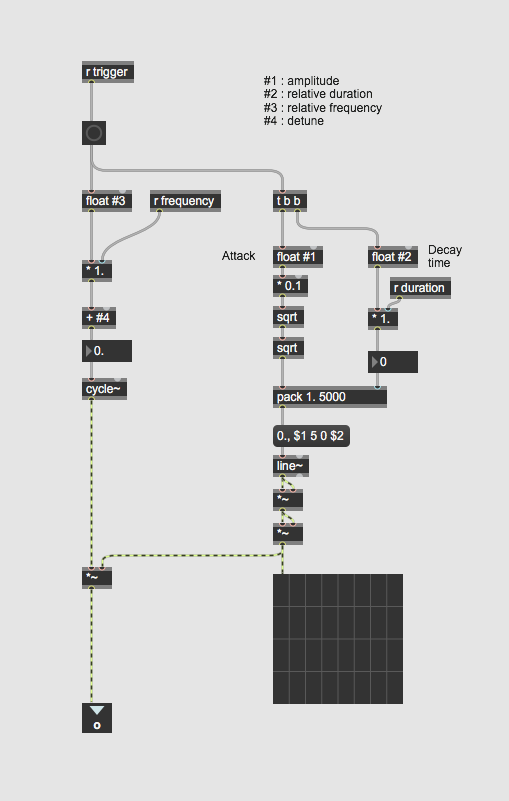 r trigger
#1 : amplitude
#2 : relative duration
#3 : relative frequency
#4 : detune
float #3
r frequency
t b b
Attack
float #1
float #2
Decay
time
* 1.
* 0.1
r duration
+ #4
sqrt
* 1.
0.
sqrt
0
cycle~
pack 1. 5000
0., $1 5 0 $2
line~
*~
*~
*~
o